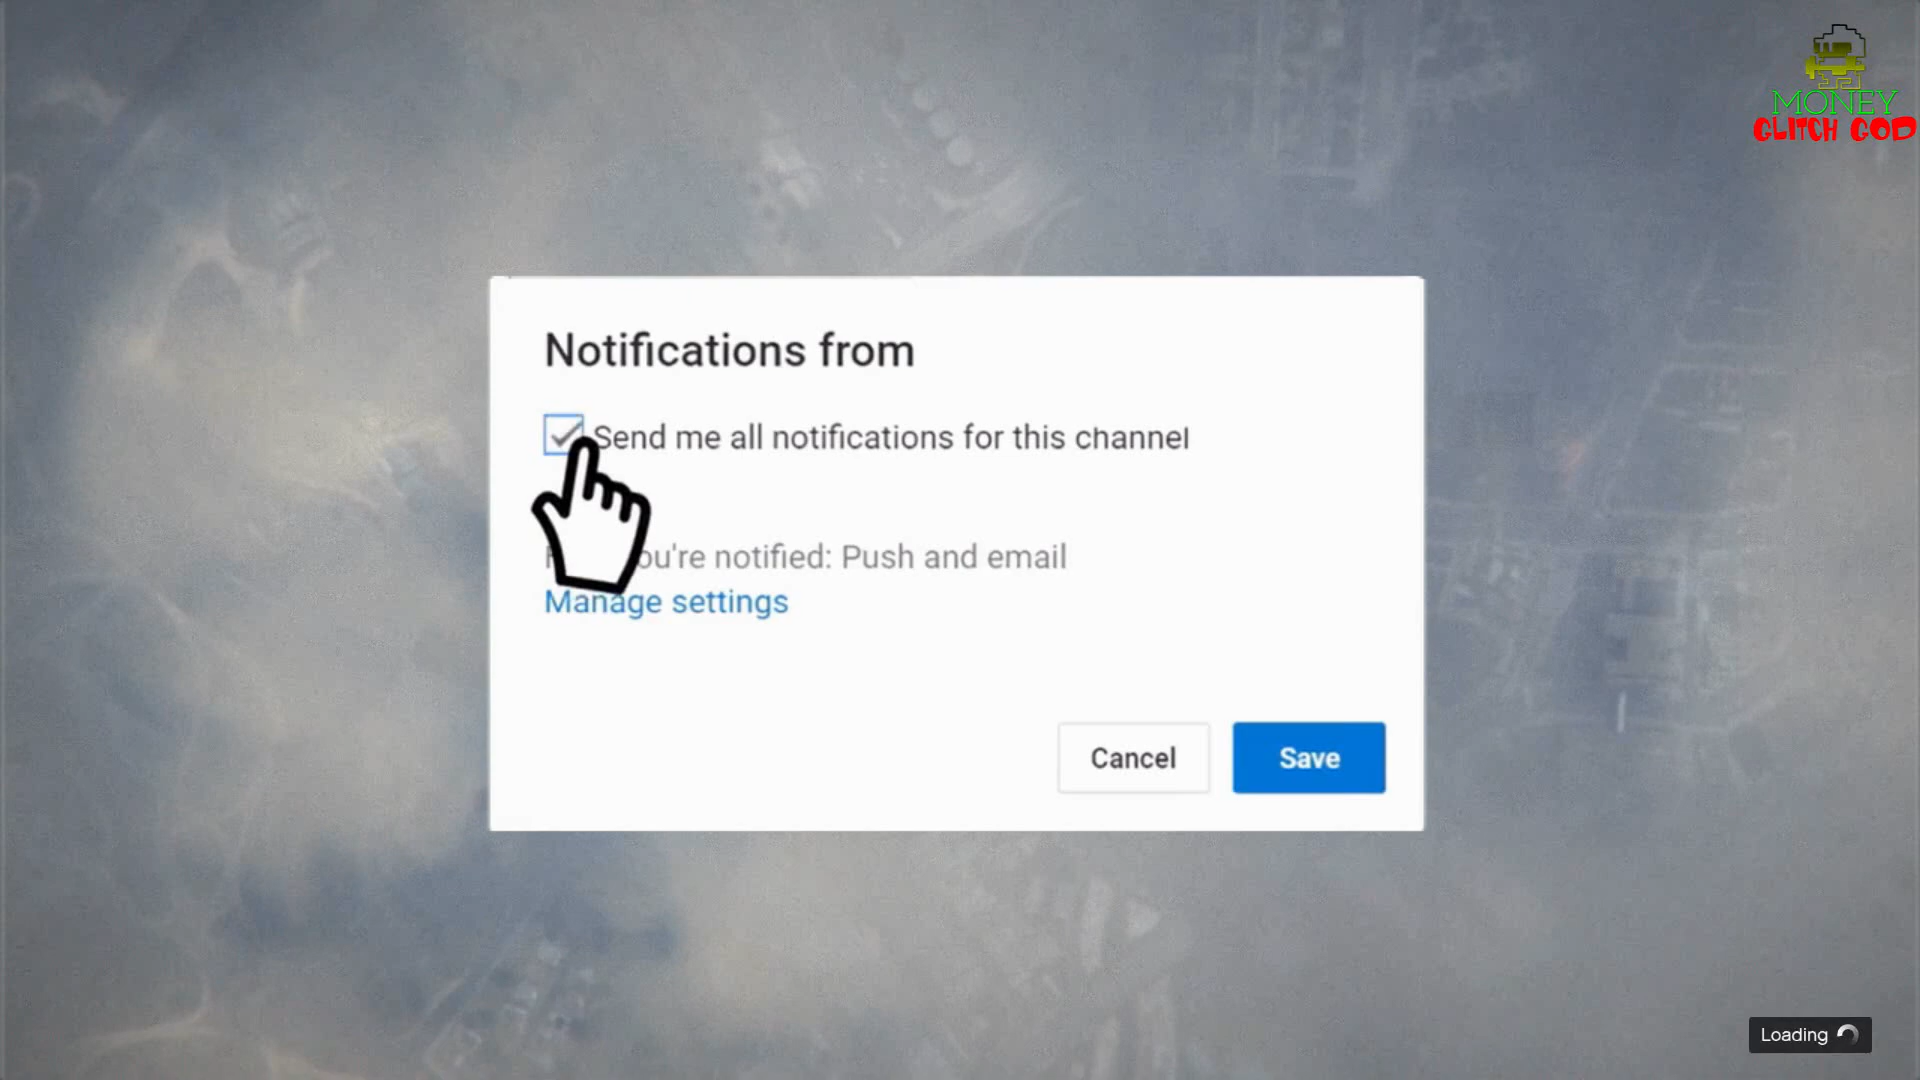 MONEY
GLITCH GOD
Notifications from
Send me all notifications for this channel
ou're notified: Push and email
Manage settings
Cancel
Save
Loading